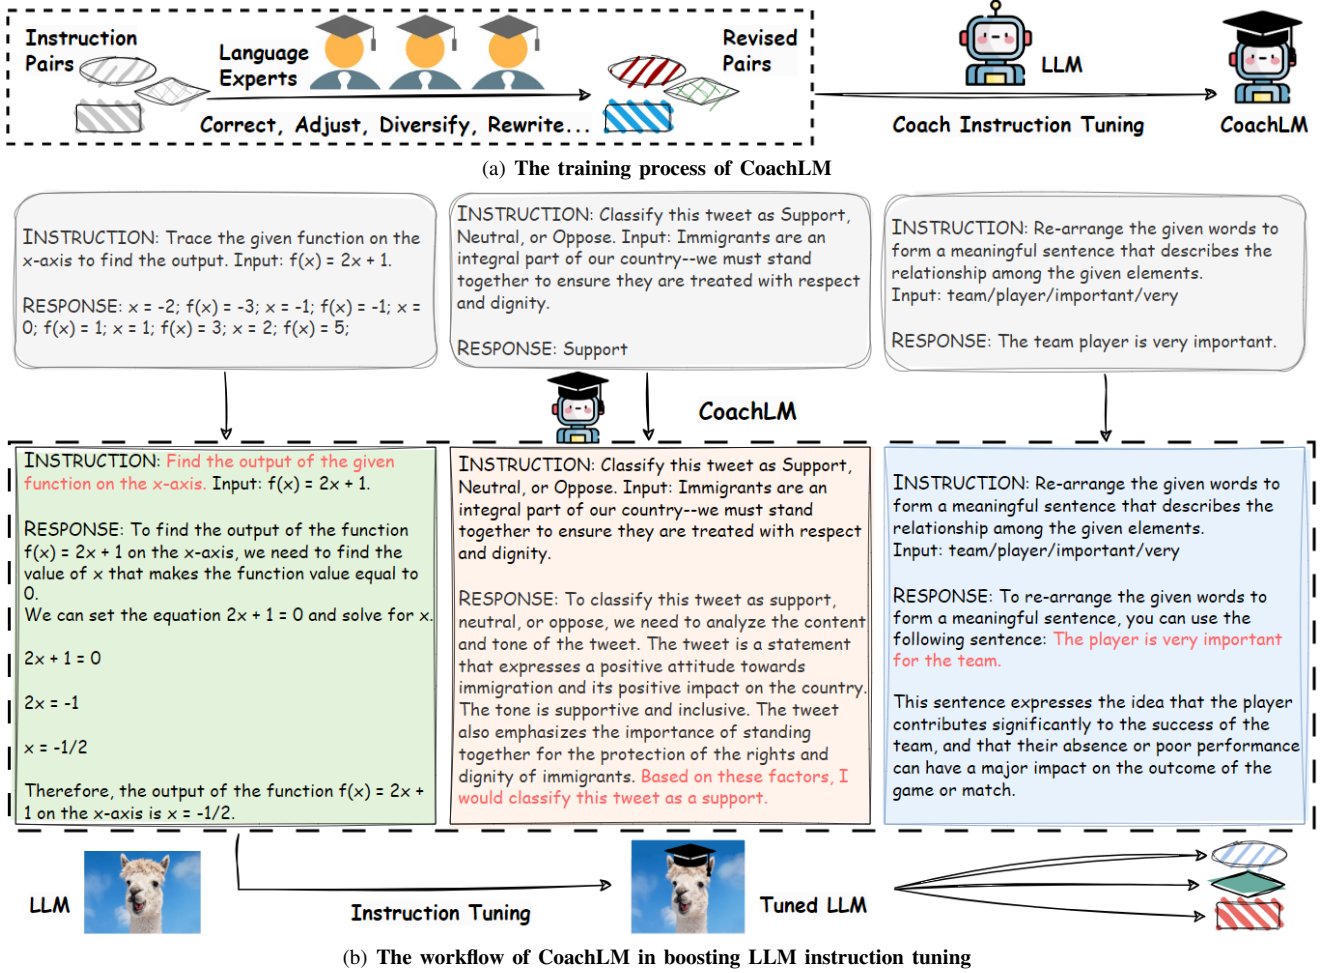 Instruction
Pairs
Language
Experts
Correct, Adjust, Diversify, Rewrite...
Revised
Pairs
LLM
Coach Instruction Tuning
CoachLM
(a) The training process of CoachLM
INSTRUCTION: Trace the given function on the
x-axis to find the output. Input: f(x) = 2x + 1.
RESPONSE: x = -2; f(x) = -3; x = -1; f(x) = -1; x =
0; f(x) = 1; x = 1; f(x) = 3; x = 2; f(x) = 5;
INSTRUCTION: Classify this tweet as Support,
Neutral, or Oppose. Input: Immigrants are an
integral part of our country--we must stand
together to ensure they are treated with respect
and dignity.
RESPONSE: Support
INSTRUCTION: Re-arrange the given words to
form a meaningful sentence that describes the
relationship among the given elements.
Input: team/player/important/very
RESPONSE: The team player is very important.
CoachLM
INSTRUCTION: Find the output of the given
function on the x-axis. Input: f(x) = 2x + 1.
RESPONSE: To find the output of the function
f(x) = 2x + 1 on the x-axis, we need to find the
value of x that makes the function value equal to
0.
We can set the equation 2x + 1 = 0 and solve for x.
2x + 1 = 0
2x = -1
x = -1/2
Therefore, the output of the function f(x) = 2x +
1 on the x-axis is x = -1/2.
INSTRUCTION: Classify this tweet as Support,
Neutral, or Oppose. Input: Immigrants are an
integral part of our country--we must stand
together to ensure they are treated with respect
and dignity.
RESPONSE: To classify this tweet as support,
neutral, or oppose, we need to analyze the content
and tone of the tweet. The tweet is a statement
that expresses a positive attitude towards
immigration and its positive impact on the country.
The tone is supportive and inclusive. The tweet
also emphasizes the importance of standing
together for the protection of the rights and
dignity of immigrants. Based on these factors, I
would classify this tweet as a support.
INSTRUCTION: Re-arrange the given words to
form a meaningful sentence that describes the
relationship among the given elements.
Input: team/player/important/very
RESPONSE: To re-arrange the given words to
form a meaningful sentence, you can use the
following sentence: The player is very important
for the team.
This sentence expresses the idea that the player
contributes significantly to the success of the
team, and that their absence or poor performance
can have a major impact on the outcome of the
game or match.
LLM
Instruction Tuning
Tuned LLM
(b) The workflow of CoachLM in boosting LLM instruction tuning